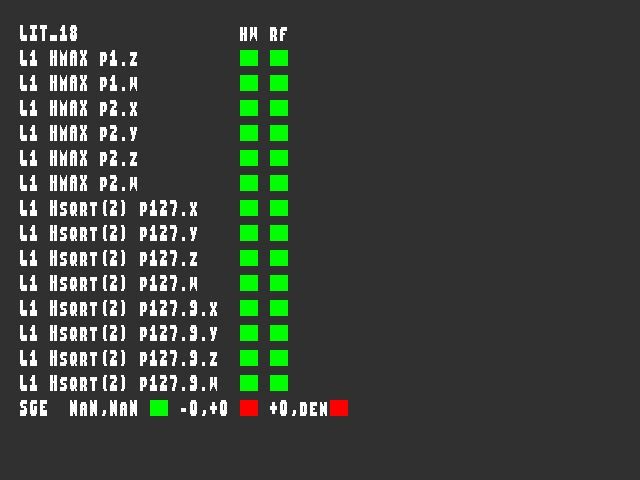 LIT_18 HW RF
L1 HMAX p1.z
L1 HMAX p1.w
L1 HMAX p2.x
L1 HMAX p2.y
L1 HMAX p2.z
L1 HMAX p2.w
L1 Hsqrt(2) p127.x
L1 Hsqrt(2) p127.y
L1 Hsqrt(2) p127.z
L1 Hsqrt(2) p127.w
L1 Hsqrt(2) p127.9.x
L1 Hsqrt(2) p127.9.y
L1 Hsqrt(2) p127.9.z
L1 Hsqrt(2) p127.9.w
SGE NaN,NaN -0,+0 +0,den